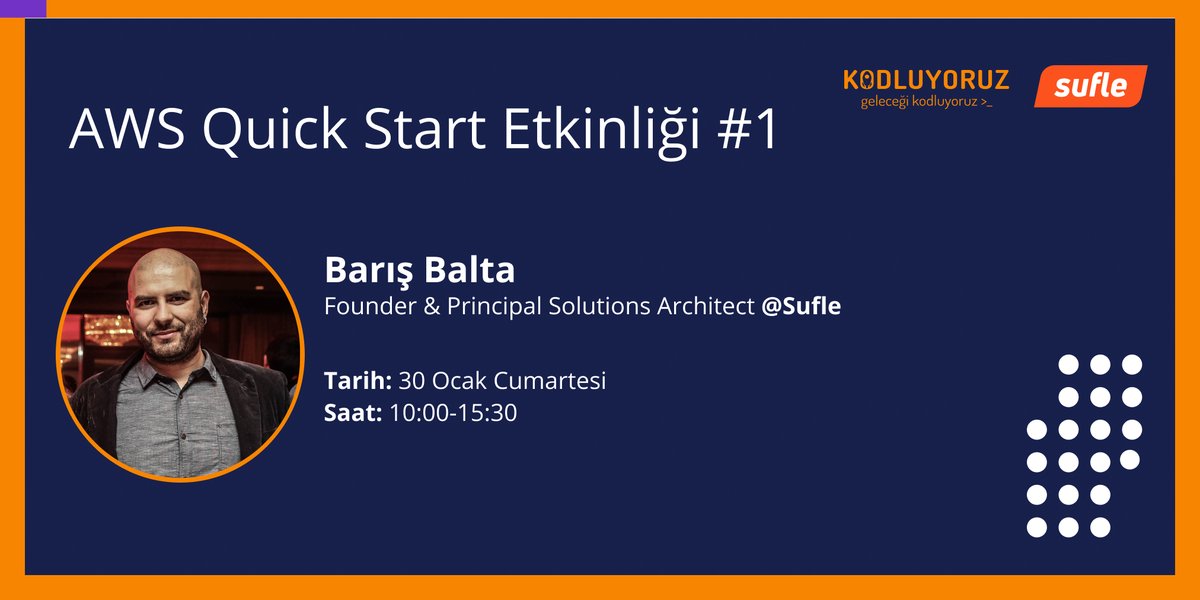 KODLUYORUZ
geleceği kodluyoruz >_
sufle
AWS Quick Start Etkinliği #1
Barış Balta
Founder & Principal Solutions Architect @Sufle
Tarih: 30 Ocak Cumartesi
Saat: 10:00-15:30